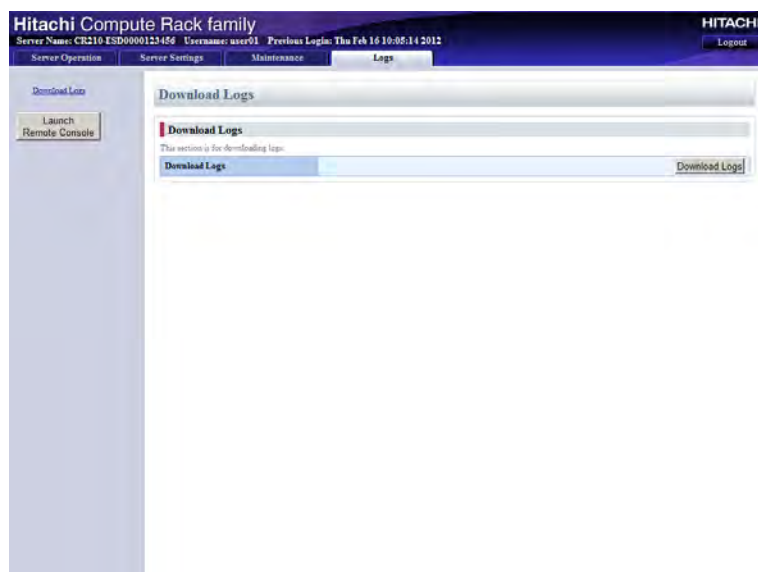 Hitachi Compute Rack family
HITACHI
Server Name: CR210-ESD0000123456 Username: user01 Previous Login: Thu Feb 16 10:05:14 2012
Logout
Server Operation Server Settings Maintenance Logs
Download Logs
Launch
Remote Console
Download Logs
Download Logs
This section is for downloading logs.
Download Logs
Download Logs